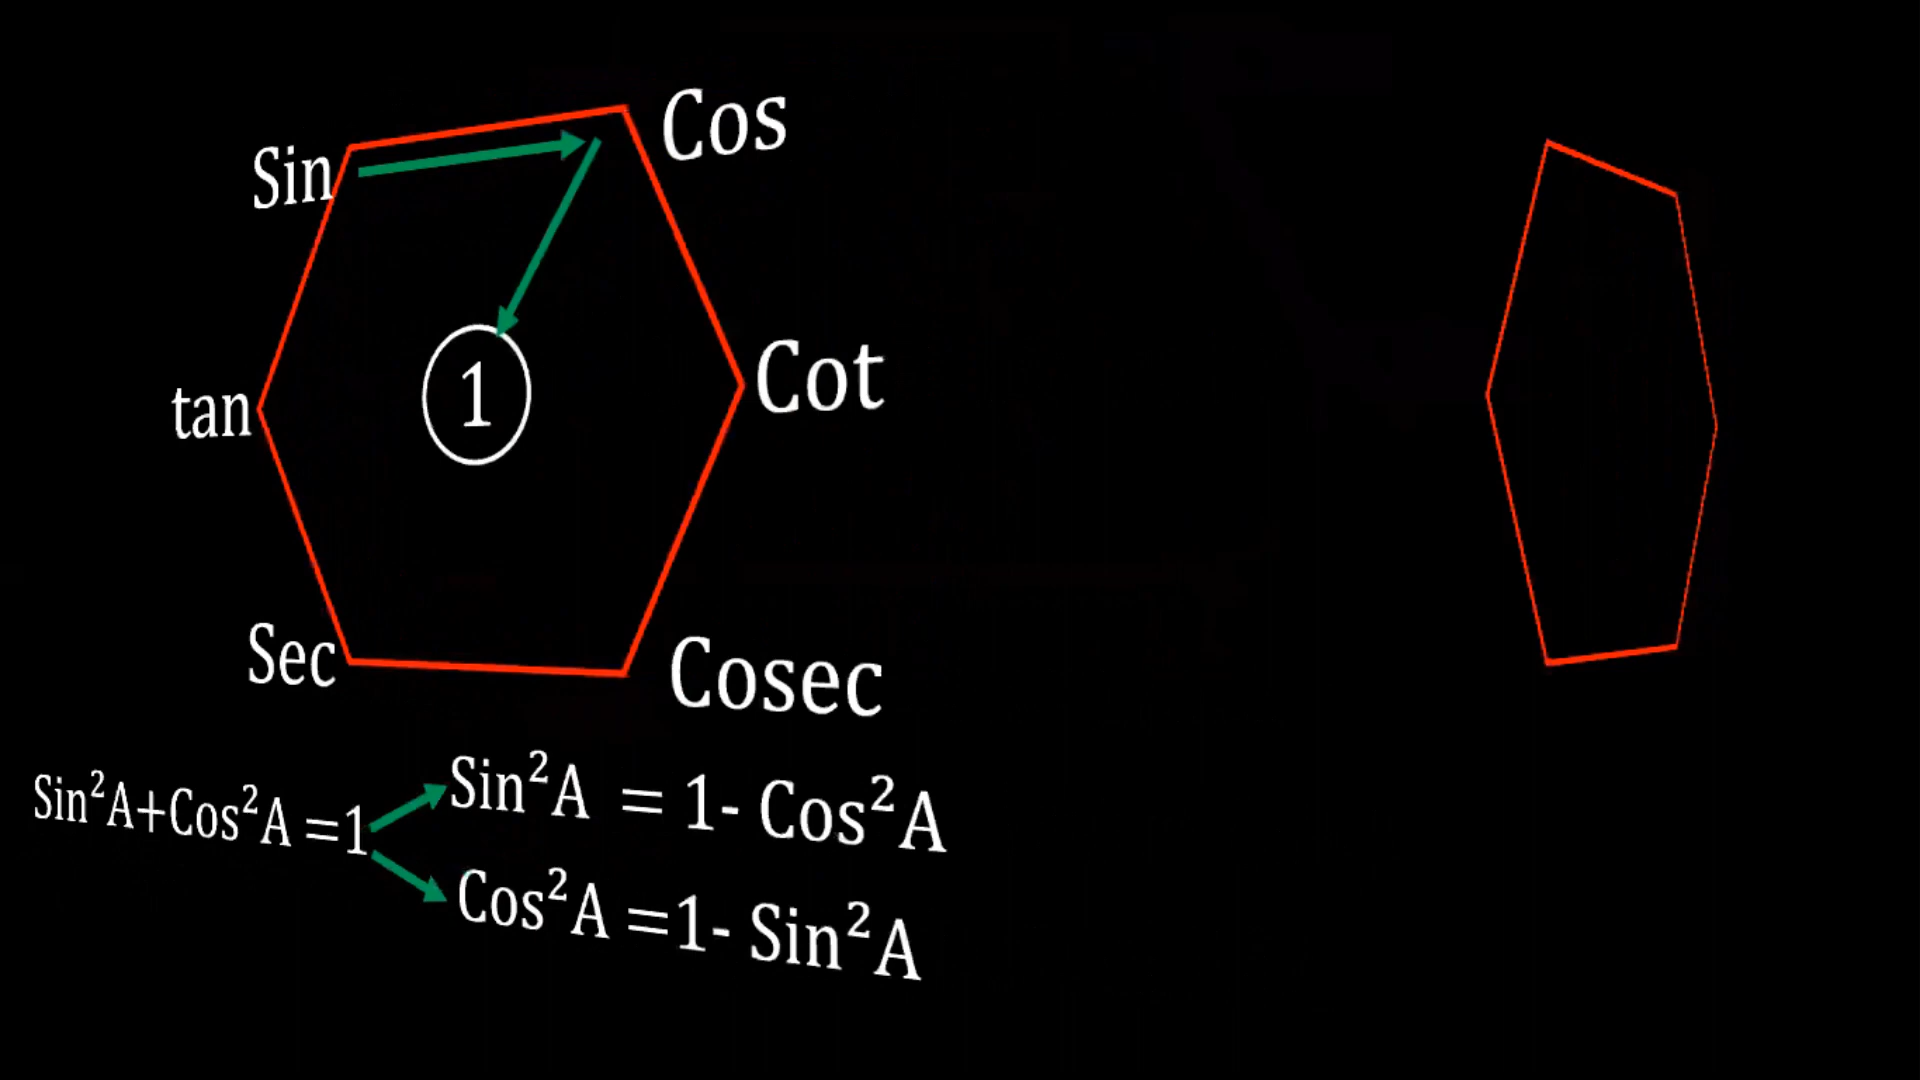 Cos
Sin
Cot
1
tan
Sec
Cosec
Sin²A+Cos²A =1
Sin²A = 1- Cos²A
Cos²A =1- Sin²A